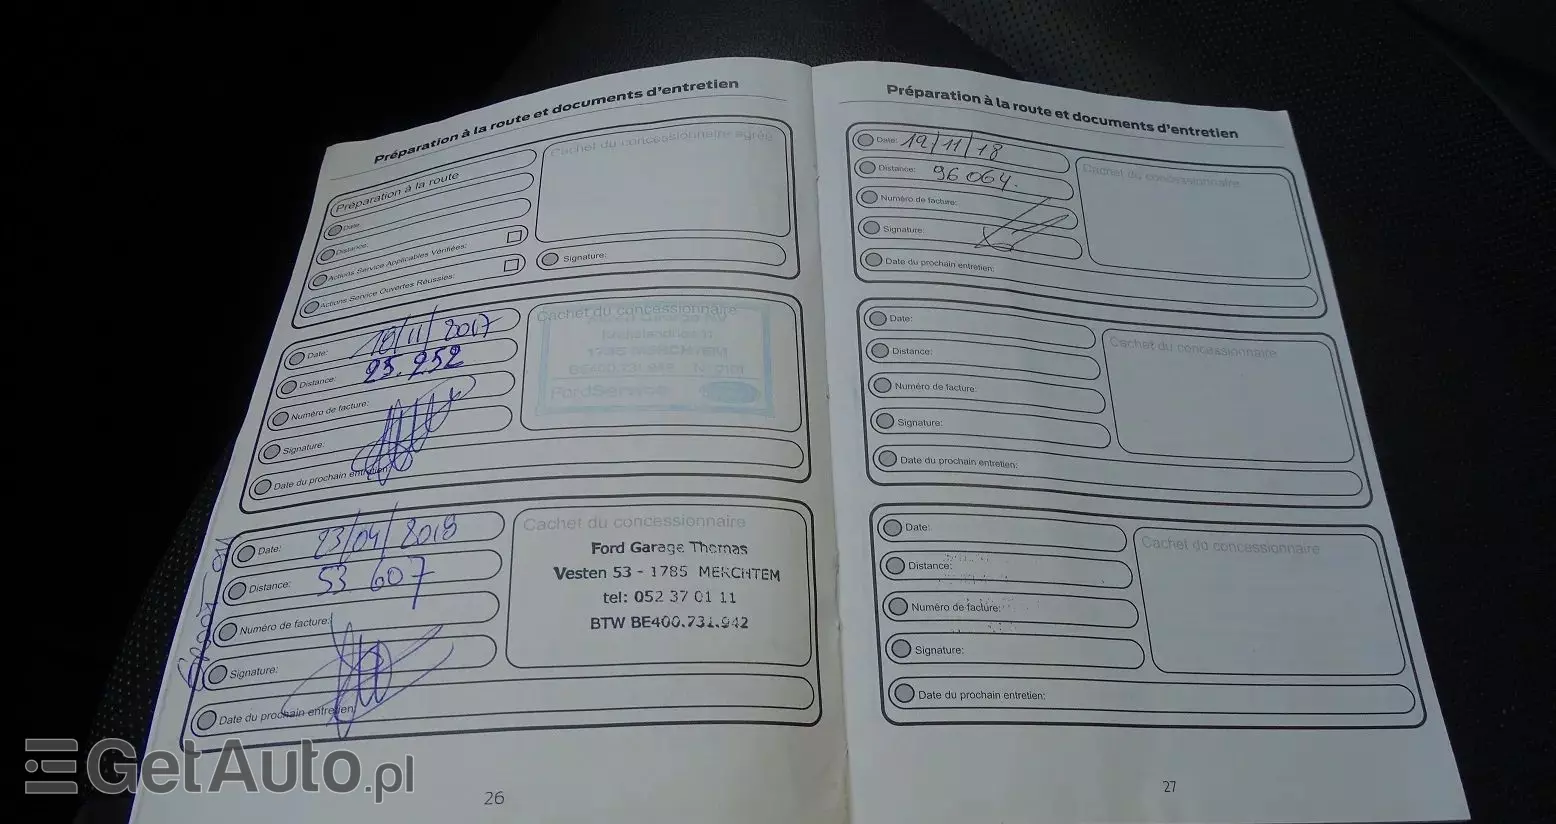 Préparation à la route et documents d'entretien
Préparation à la route
Date:
Distance:
Actions Service Applicables Vérifiées:
Actions Service Ouvertes Réussies:
Cachet du concessionnaire agréé
Signature:
Date: /11/2017
Distance: .252
Numéro de facture:
Signature:
Date du prochain entretien:
Cachet du concessionnaire
1785 MERCHTEM
FordService
Date: 23/04/2018
Distance: 53 607
Numéro de facture:
Signature:
Date du prochain entretien:
Cachet du concessionnaire
Ford Garage Thomas
Vesten 53 - 1785 MERCHTEM
tel: 052 37 01 11
BTW BE400.731.942
26
Préparation à la route et documents d'entretien
Date: 12/11/18
Distance: 96 064.
Numéro de facture:
Signature:
Date du prochain entretien:
Cachet du concessionnaire
Date:
Distance:
Numéro de facture:
Signature:
Date du prochain entretien:
Cachet du concessionnaire
Date:
Distance:
Numéro de facture:
Signature:
Date du prochain entretien:
Cachet du concessionnaire
27
GetAuto.pl